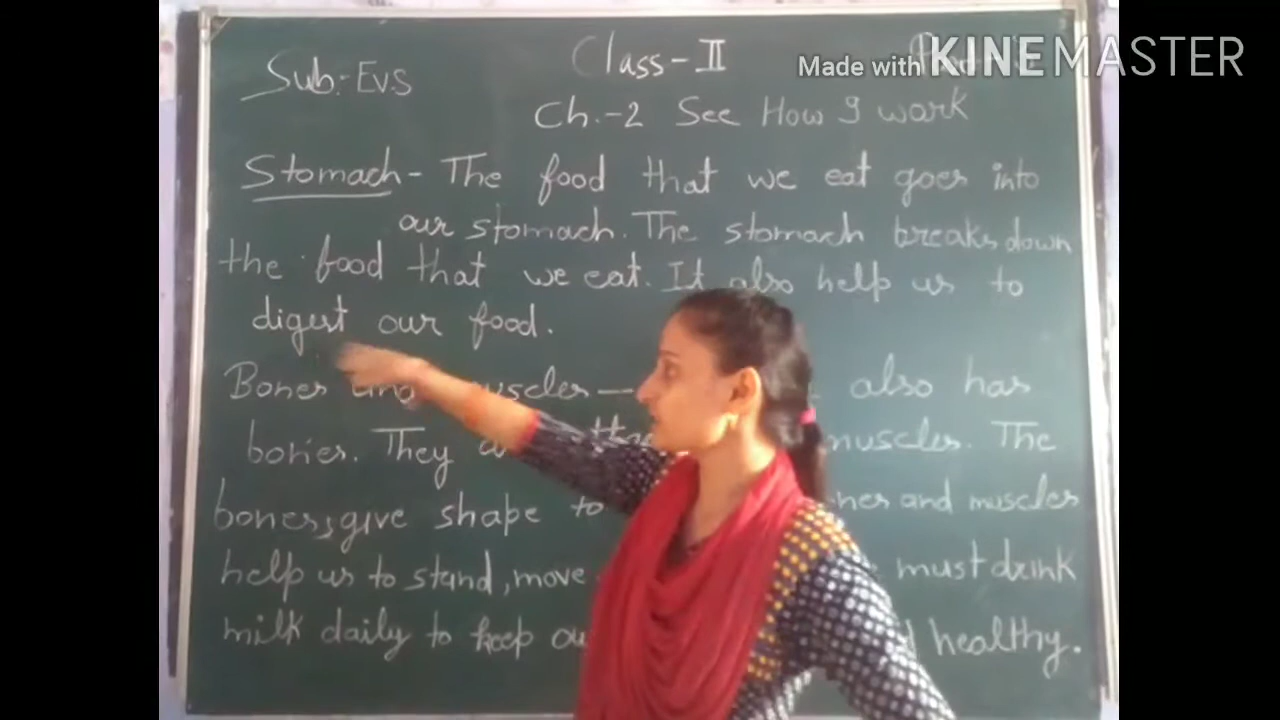 Made with KINEMASTER
Sub:-Evs
Class-II
Ch.-2 See How I work
Stomach- The food that we eat goes into
our stomach. The stomach breaks down
the food that we eat. It also help us to
digest our food.
Bones and muscles- also has
bones. They muscles. The
bones, give shape to and muscles
help us to stand, move must drink
milk daily to keep healthy.